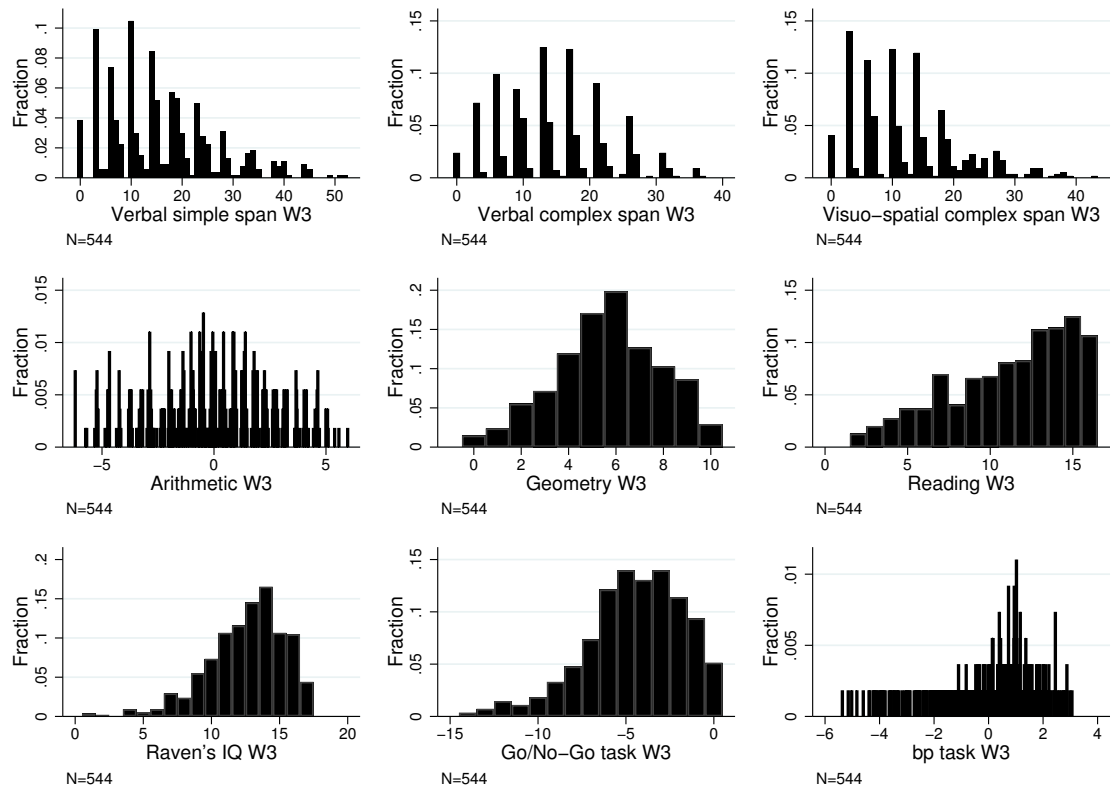 Fraction
0 .02 .04 .06 .08 .1
0 10 20 30 40 50
Verbal simple span W3
N=544
Fraction
0 .05 .1 .15
0 10 20 30 40
Verbal complex span W3
N=544
Fraction
0 .05 .1 .15
0 10 20 30 40
Visuo−spatial complex span W3
N=544
Fraction
0 .005 .01 .015
−5 0 5
Arithmetic W3
N=544
Fraction
0 .05 .1 .15 .2
0 2 4 6 8 10
Geometry W3
N=544
Fraction
0 .05 .1 .15
0 5 10 15
Reading W3
N=544
Fraction
0 .05 .1 .15 .2
0 5 10 15 20
Raven's IQ W3
N=544
Fraction
0 .05 .1 .15
−15 −10 −5 0
Go/No−Go task W3
N=544
Fraction
0 .005 .01
−6 −4 −2 0 2 4
bp task W3
N=544